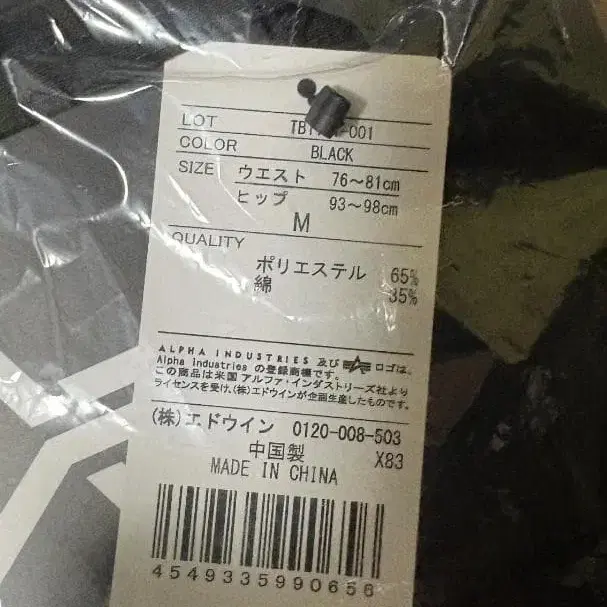 LOT
COLOR BLACK
SIZE ウエスト 76～81cm
ヒップ 93～98cm
M
QUALITY
ポリエステル 65%
綿 35%
ALPHA INDUSTRIES 及び ロゴは、
Alpha Industries の登録商標です。
この商品は米国 アルファ・インダストリーズ社より
ライセンスを受け、(株)エドウインが企画生産したものです。
(株)エドウイン 0120-008-503
中国製 X83
MADE IN CHINA
4549335990656